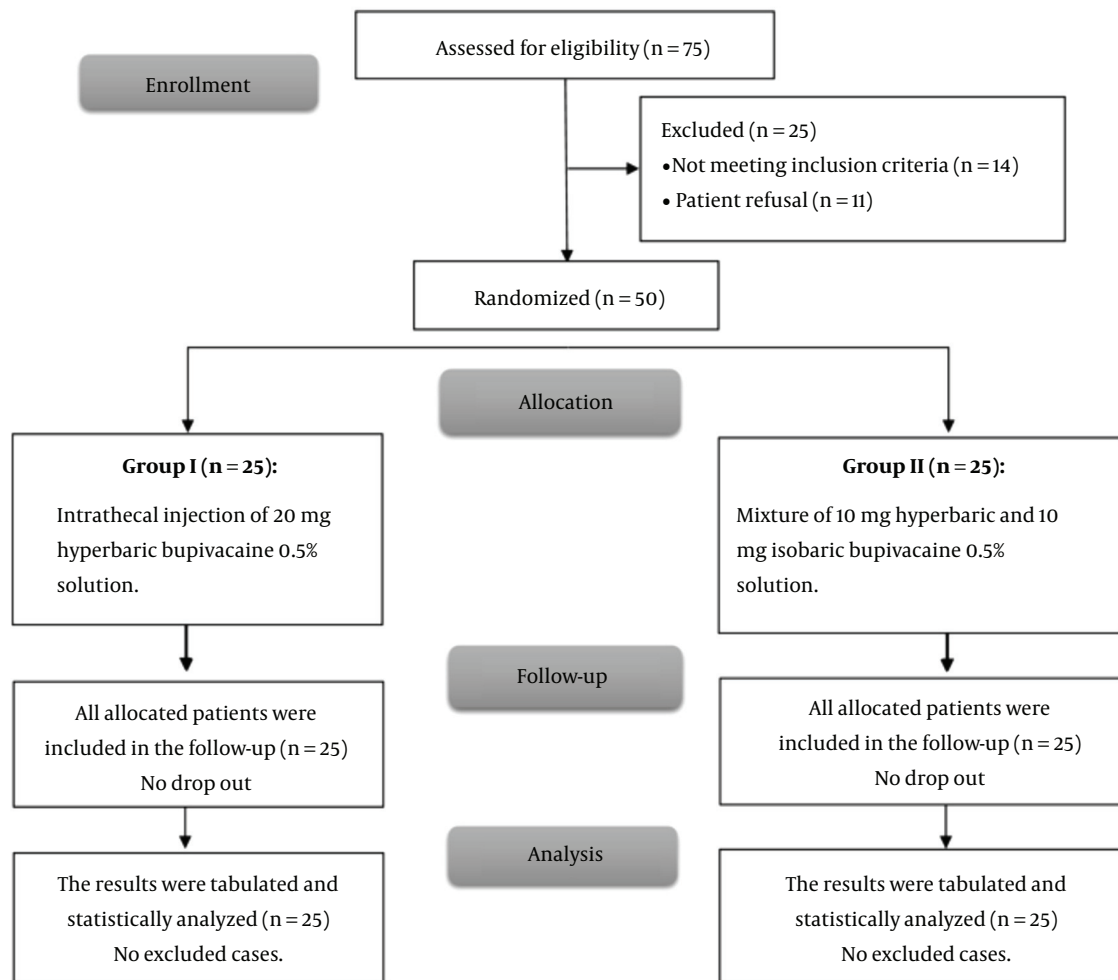 Assessed for eligibility (n = 75)
Enrollment
Excluded (n = 25)
•Not meeting inclusion criteria (n = 14)
• Patient refusal (n = 11)
Randomized (n = 50)
Allocation
Group I (n = 25):
Intrathecal injection of 20 mg
hyperbaric bupivacaine 0.5%
solution.
Group II (n = 25):
Mixture of 10 mg hyperbaric and 10
mg isobaric bupivacaine 0.5%
solution.
Follow-up
All allocated patients were
included in the follow-up (n = 25)
No drop out
All allocated patients were
included in the follow-up (n = 25)
No drop out
Analysis
The results were tabulated and
statistically analyzed (n = 25)
No excluded cases.
The results were tabulated and
statistically analyzed (n = 25)
No excluded cases.